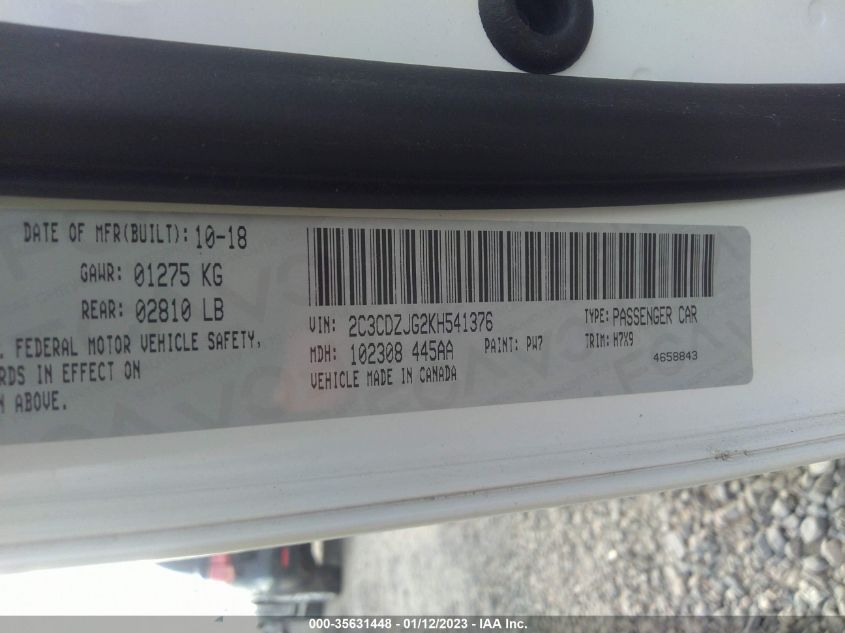 DATE OF MFR(BUILT): 10-18
GAWR: 01275 KG
REAR: 02810 LB
. FEDERAL MOTOR VEHICLE SAFETY,
RDS IN EFFECT ON
N ABOVE.
VIN: 2C3CDZJG2KH541376 TYPE: PASSENGER CAR
MDH: 102308 445AA PAINT: PW7 TRIM: H7X9
VEHICLE MADE IN CANADA 4658843
000-35631448 - 01/12/2023 - IAA Inc.